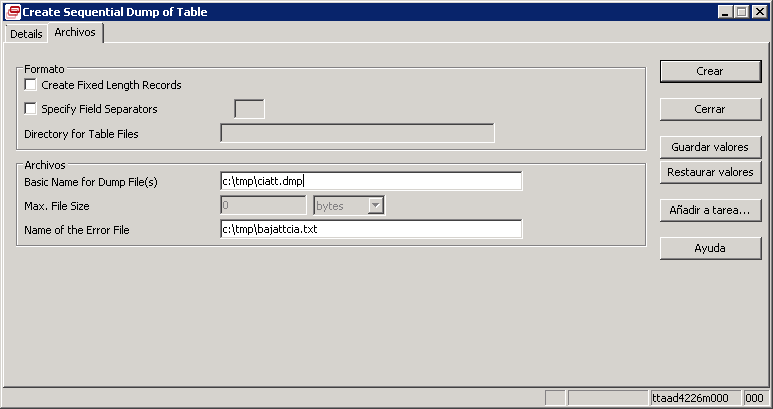 Create Sequential Dump of Table
Details Archivos
Formato
Create Fixed Length Records
Specify Field Separators
Directory for Table Files
Archivos
Basic Name for Dump File(s) c:\tmp\ciatt.dmp
Max. File Size 0 bytes
Name of the Error File c:\tmp\bajattcia.txt
Crear
Cerrar
Guardar valores
Restaurar valores
Añadir a tarea...
Ayuda
ttaad4226m000 000